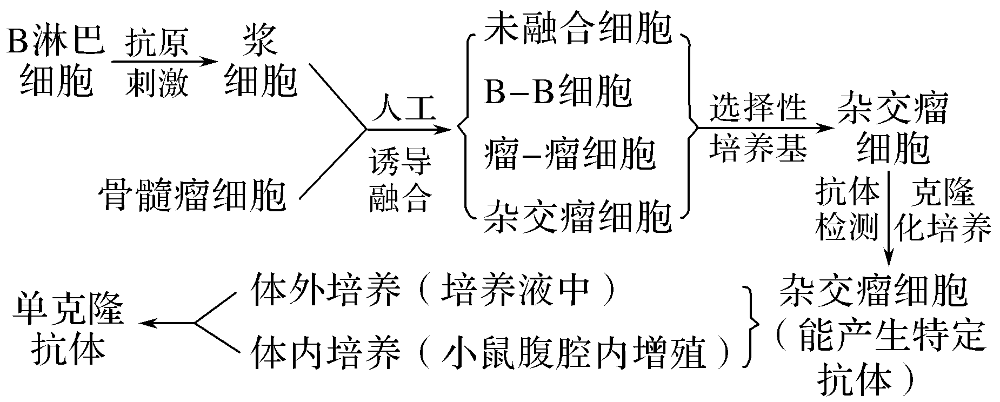 B淋巴
细胞
抗原
刺激
浆
细胞
骨髓瘤细胞
人工
诱导
融合
未融合细胞
B-B细胞
瘤-瘤细胞
杂交瘤细胞
选择性
培养基
杂交瘤
细胞
抗体
检测
克隆
化培养
杂交瘤细胞
（能产生特定
抗体）
体外培养（培养液中）
体内培养（小鼠腹腔内增殖）
单克隆
抗体